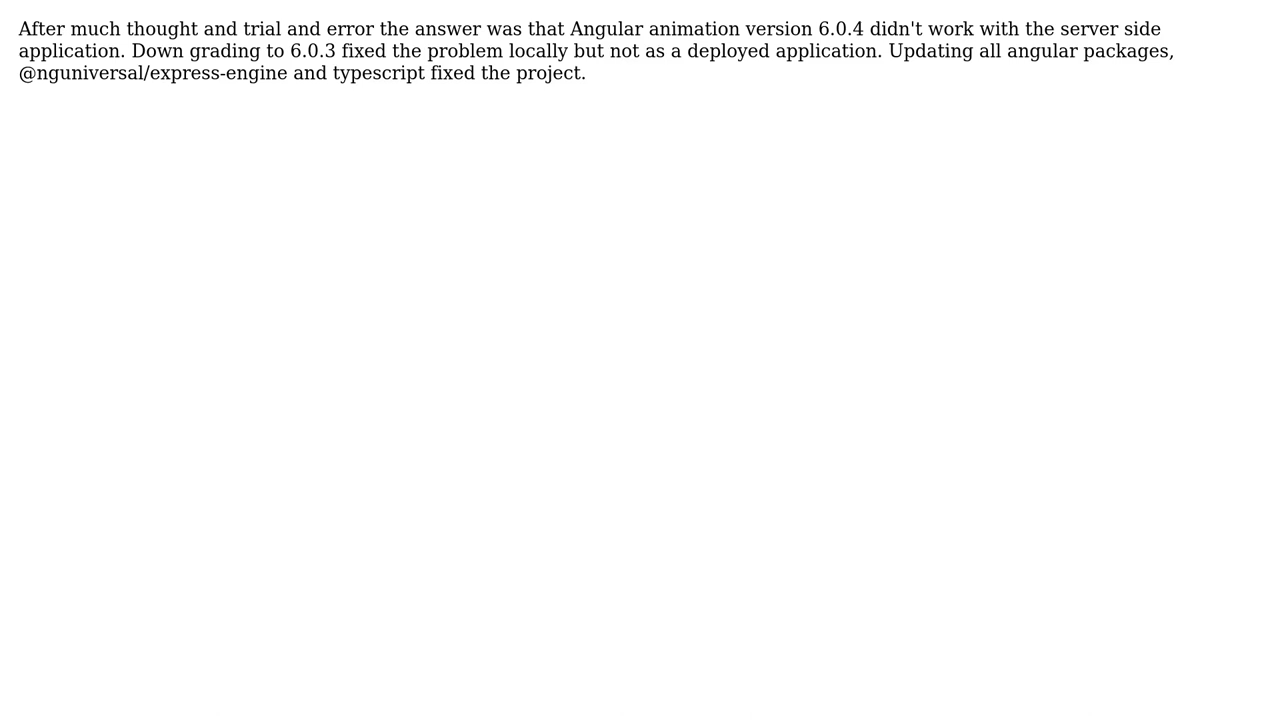 After much thought and trial and error the answer was that Angular animation version 6.0.4 didn't work with the server side
application. Down grading to 6.0.3 fixed the problem locally but not as a deployed application. Updating all angular packages,
@nguniversal/express-engine and typescript fixed the project.